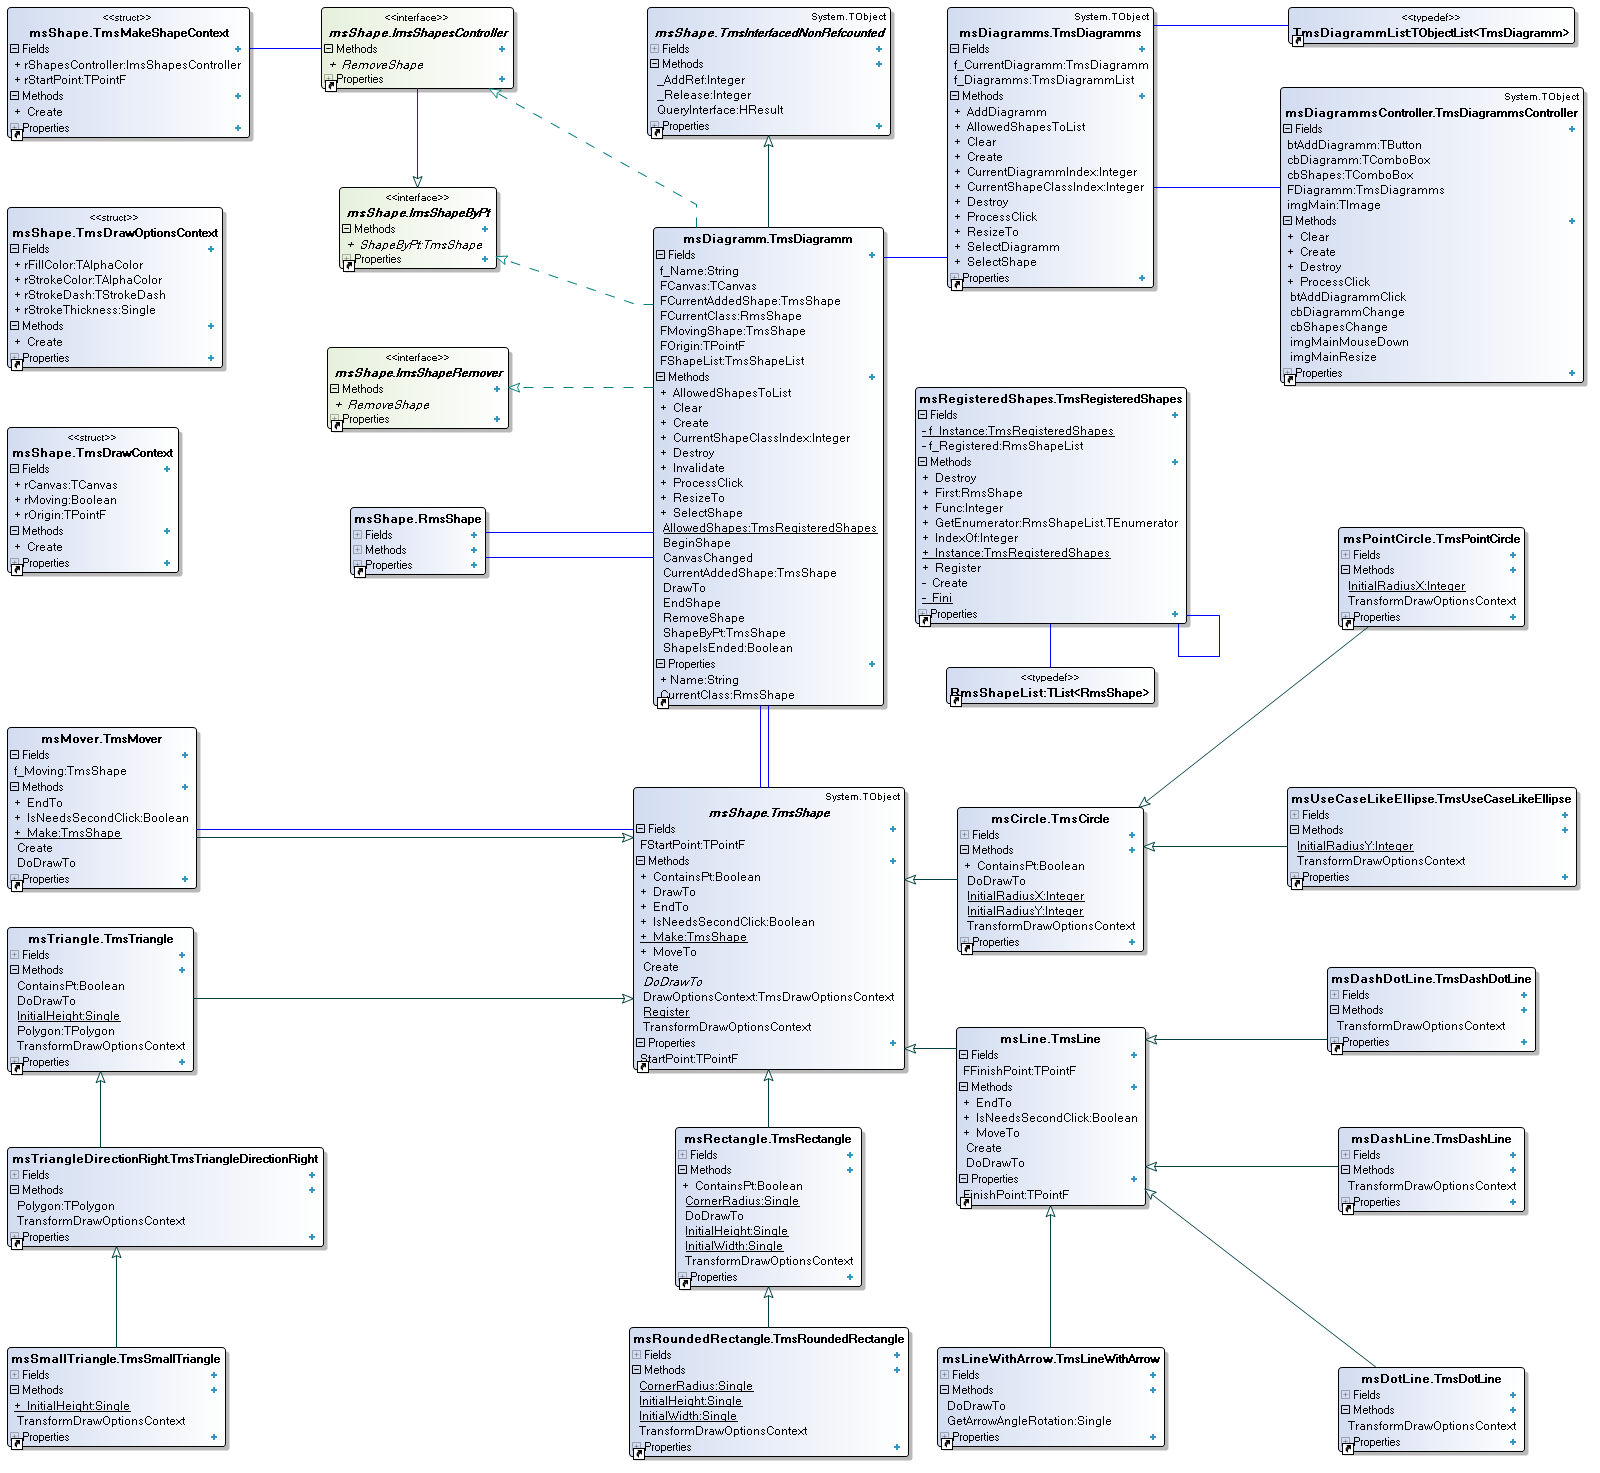 <<struct>>
msShape.TmsMakeShapeContext
Fields
+ rShapesController:ImsShapesController
+ rStartPoint:TPointF
Methods
+ Create
Properties
<<interface>>
msShape.ImsShapesController
Methods
+ RemoveShape
Properties
System.TObject
msShape.TmsInterfacedNonRefcounted
Fields
Methods
_AddRef:Integer
_Release:Integer
QueryInterface:HResult
Properties
System.TObject
msDiagramms.TmsDiagramms
Fields
f_CurrentDiagramm:TmsDiagramm
f_Diagramms:TmsDiagrammList
Methods
+ AddDiagramm
+ AllowedShapesToList
+ Clear
+ Create
+ CurrentDiagrammIndex:Integer
+ CurrentShapeClassIndex:Integer
+ Destroy
+ ProcessClick
+ ResizeTo
+ SelectDiagramm
+ SelectShape
Properties
<<typedef>>
TmsDiagrammList:TObjectList<TmsDiagramm>
System.TObject
msDiagrammsController.TmsDiagrammsController
Fields
btAddDiagramm:TButton
cbDiagramm:TComboBox
cbShapes:TComboBox
FDiagramm:TmsDiagramms
imgMain:TImage
Methods
+ Clear
+ Create
+ Destroy
+ ProcessClick
btAddDiagrammClick
cbDiagrammChange
cbShapesChange
imgMainMouseDown
imgMainResize
Properties
<<struct>>
msShape.TmsDrawOptionsContext
Fields
+ rFillColor:TAlphaColor
+ rStrokeColor:TAlphaColor
+ rStrokeDash:TStrokeDash
+ rStrokeThickness:Single
Methods
+ Create
Properties
<<interface>>
msShape.ImsShapeByPt
Methods
+ ShapeByPt:TmsShape
Properties
<<interface>>
msShape.ImsShapeRemover
Methods
+ RemoveShape
Properties
msDiagramm.TmsDiagramm
Fields
f_Name:String
FCanvas:TCanvas
FCurrentAddedShape:TmsShape
FCurrentClass:RmsShape
FMovingShape:TmsShape
FOrigin:TPointF
FShapeList:TmsShapeList
Methods
+ AllowedShapesToList
+ Clear
+ Create
+ CurrentShapeClassIndex:Integer
+ Destroy
+ Invalidate
+ ProcessClick
+ ResizeTo
+ SelectShape
AllowedShapes:TmsRegisteredShapes
BeginShape
CanvasChanged
CurrentAddedShape:TmsShape
DrawTo
EndShape
RemoveShape
ShapeByPt:TmsShape
ShapeIsEnded:Boolean
Properties
+ Name:String
CurrentClass:RmsShape
<<struct>>
msShape.TmsDrawContext
Fields
+ rCanvas:TCanvas
+ rMoving:Boolean
+ rOrigin:TPointF
Methods
+ Create
Properties
msShape.RmsShape
Fields
Methods
Properties
msRegisteredShapes.TmsRegisteredShapes
Fields
- f_Instance:TmsRegisteredShapes
- f_Registered:RmsShapeList
Methods
+ Destroy
+ First:RmsShape
+ Func:Integer
+ GetEnumerator:RmsShapeList.TEnumerator
+ IndexOf:Integer
+ Instance:TmsRegisteredShapes
+ Register
- Create
- Fini
Properties
<<typedef>>
RmsShapeList:TList<RmsShape>
msPointCircle.TmsPointCircle
Fields
Methods
InitialRadiusX:Integer
TransformDrawOptionsContext
Properties
msMover.TmsMover
Fields
f_Moving:TmsShape
Methods
+ EndTo
+ IsNeedsSecondClick:Boolean
+ Make:TmsShape
Create
DoDrawTo
Properties
System.TObject
msShape.TmsShape
Fields
FStartPoint:TPointF
Methods
+ ContainsPt:Boolean
+ DrawTo
+ EndTo
+ IsNeedsSecondClick:Boolean
+ Make:TmsShape
+ MoveTo
Create
DoDrawTo
DrawOptionsContext:TmsDrawOptionsContext
Register
TransformDrawOptionsContext
Properties
StartPoint:TPointF
msCircle.TmsCircle
Fields
Methods
+ ContainsPt:Boolean
DoDrawTo
InitialRadiusX:Integer
InitialRadiusY:Integer
TransformDrawOptionsContext
Properties
msUseCaseLikeEllipse.TmsUseCaseLikeEllipse
Fields
Methods
InitialRadiusY:Integer
TransformDrawOptionsContext
Properties
msTriangle.TmsTriangle
Fields
Methods
ContainsPt:Boolean
DoDrawTo
InitialHeight:Single
Polygon:TPolygon
TransformDrawOptionsContext
Properties
msDashDotLine.TmsDashDotLine
Fields
Methods
TransformDrawOptionsContext
Properties
msLine.TmsLine
Fields
FFinishPoint:TPointF
Methods
+ EndTo
+ IsNeedsSecondClick:Boolean
+ MoveTo
Create
DoDrawTo
Properties
FinishPoint:TPointF
msDashLine.TmsDashLine
Fields
Methods
TransformDrawOptionsContext
Properties
msTriangleDirectionRight.TmsTriangleDirectionRight
Fields
Methods
Polygon:TPolygon
TransformDrawOptionsContext
Properties
msRectangle.TmsRectangle
Fields
Methods
+ ContainsPt:Boolean
CornerRadius:Single
DoDrawTo
InitialHeight:Single
InitialWidth:Single
TransformDrawOptionsContext
Properties
msSmallTriangle.TmsSmallTriangle
Fields
Methods
+ InitialHeight:Single
TransformDrawOptionsContext
Properties
msRoundedRectangle.TmsRoundedRectangle
Fields
Methods
CornerRadius:Single
InitialHeight:Single
InitialWidth:Single
TransformDrawOptionsContext
Properties
msLineWithArrow.TmsLineWithArrow
Fields
Methods
DoDrawTo
GetArrowAngleRotation:Single
Properties
msDotLine.TmsDotLine
Fields
Methods
TransformDrawOptionsContext
Properties